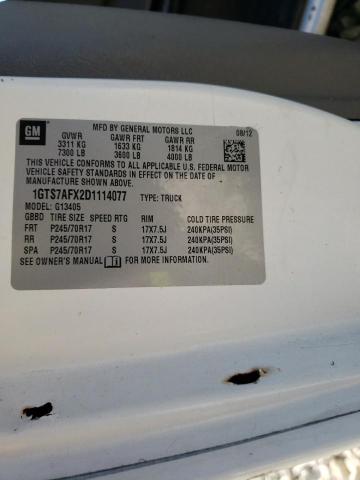 GM
MFD BY GENERAL MOTORS LLC
08/12
GVWR GAWR FRT GAWR RR
3311 KG 1633 KG 1814 KG
7300 LB 3600 LB 4000 LB
THIS VEHICLE CONFORMS TO ALL APPLICABLE U.S. FEDERAL MOTOR VEHICLE SAFETY STANDARDS IN EFFECT ON THE DATE OF MANUFACTURE SHOWN ABOVE.
1GTS7AFX2D1114077 TYPE: TRUCK
MODEL: G13405
GBBD TIRE SIZE SPEED RTG RIM COLD TIRE PRESSURE
FRT P245/70R17 S 17X7.5J 240KPA(35PSI)
RR P245/70R17 S 17X7.5J 240KPA(35PSI)
SPA P245/70R17 S 17X7.5J 240KPA(35PSI)
SEE OWNER'S MANUAL FOR MORE INFORMATION.